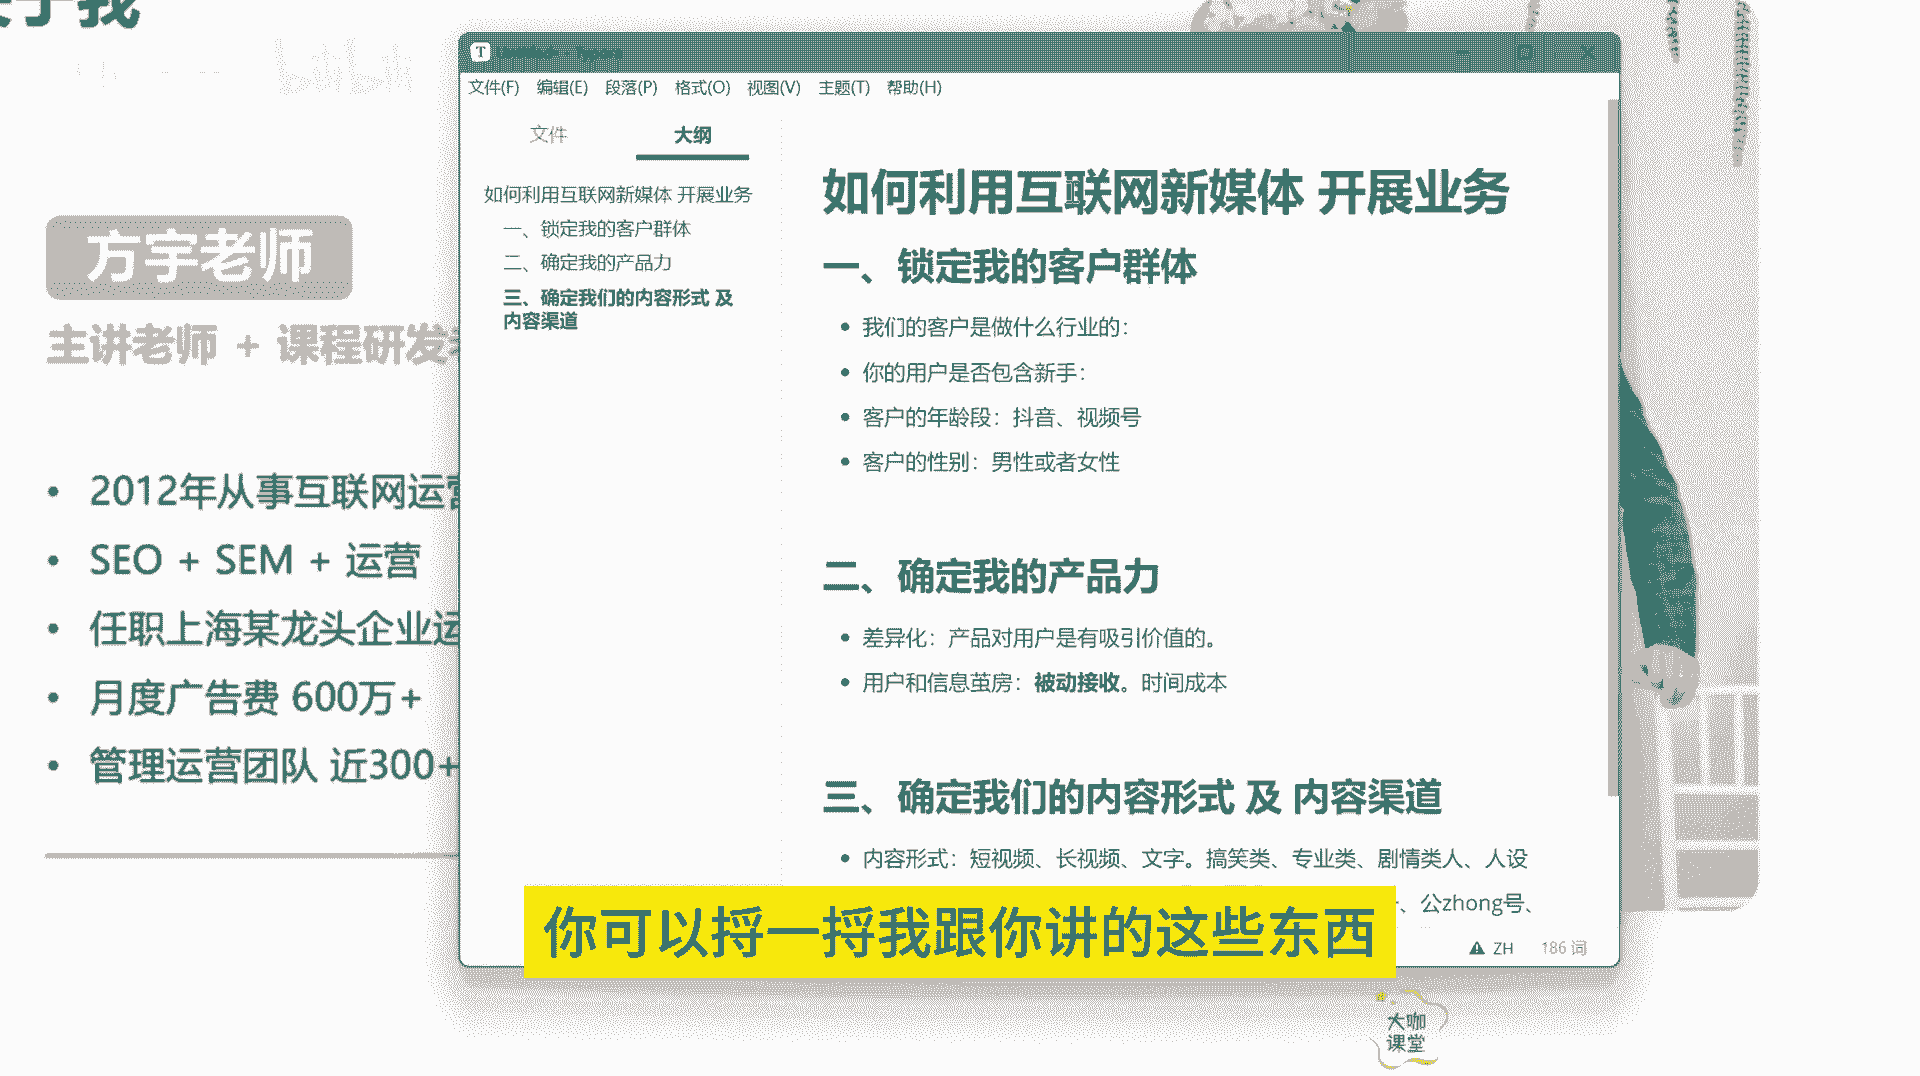 于我
bilibili
方宇老师
主讲老师 + 课程研发
2012年从事互联网运营
SEO + SEM + 运营
任职上海某龙头企业运
月度广告费 600万+
管理运营团队 近300+
T
文件(F) 编辑(E) 段落(P) 格式(O) 视图(V) 主题(T) 帮助(H)
文件 大纲
如何利用互联网新媒体 开展业务
一、锁定我的客户群体
二、确定我的产品力
三、确定我们的内容形式 及
内容渠道
如何利用互联网新媒体 开展业务
一、锁定我的客户群体
我们的客户是做什么行业的:
你的用户是否包含新手:
客户的年龄段：抖音、视频号
客户的性别：男性或者女性
二、确定我的产品力
差异化：产品对用户是有吸引价值的。
用户和信息茧房：被动接收。时间成本
三、确定我们的内容形式 及 内容渠道
内容形式：短视频、长视频、文字。搞笑类、专业类、剧情类人、人设
、公zhong号、
你可以捋一捋我跟你讲的这些东西
ZH 186 词
大咖
课堂